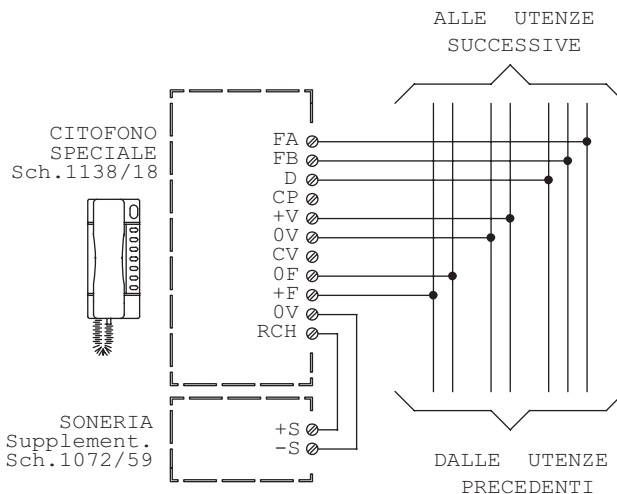 ALLE UTENZE
SUCCESSIVE
CITOFONO
SPECIALE
Sch.1138/18
FA
FB
D
CP
+V
0V
CV
0F
+F
0V
RCH
SONERIA
Supplement.
Sch.1072/59
+S
-S
DALLE UTENZE
PRECEDENTI